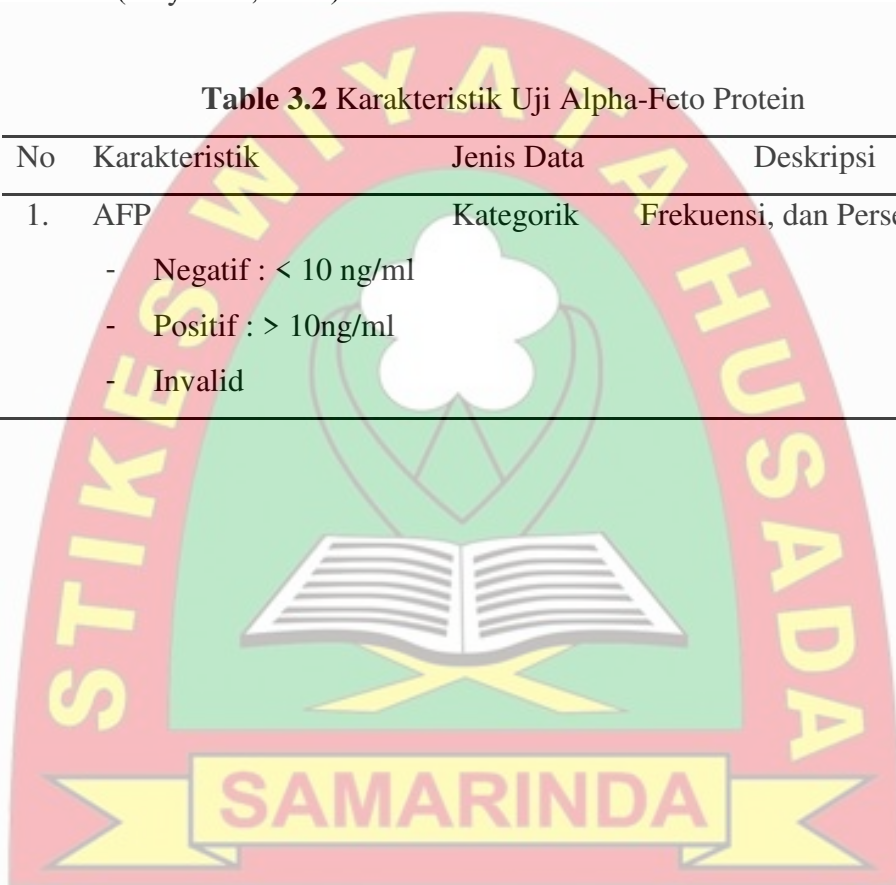 Table 3.2 Karakteristik Uji Alpha-Feto Protein
No Karakteristik Jenis Data Deskripsi
1. AFP Kategorik Frekuensi, dan
- Negatif : < 10 ng/ml
- Positif : > 10ng/ml
- Invalid
STIKES WIYATA HUSADA
SAMARINDA